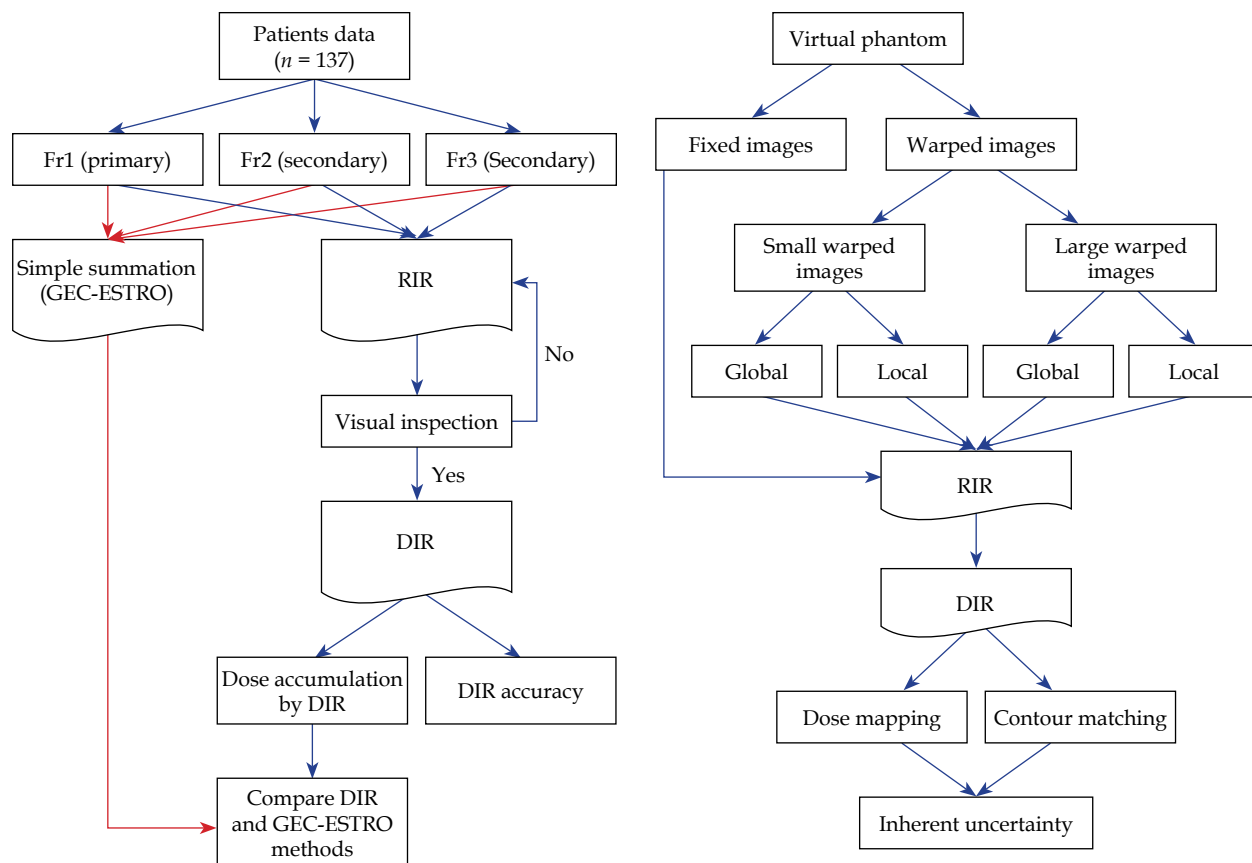 Patients data
(n = 137)
Fr1 (primary)
Fr2 (secondary)
Fr3 (Secondary)
Simple summation
(GEC-ESTRO)
RIR
No
Visual inspection
Yes
DIR
Dose accumulation
by DIR
DIR accuracy
Compare DIR
and GEC-ESTRO
methods
Virtual phantom
Fixed images
Warped images
Small warped
images
Large warped
images
Global
Local
Global
Local
RIR
DIR
Dose mapping
Contour matching
Inherent uncertainty